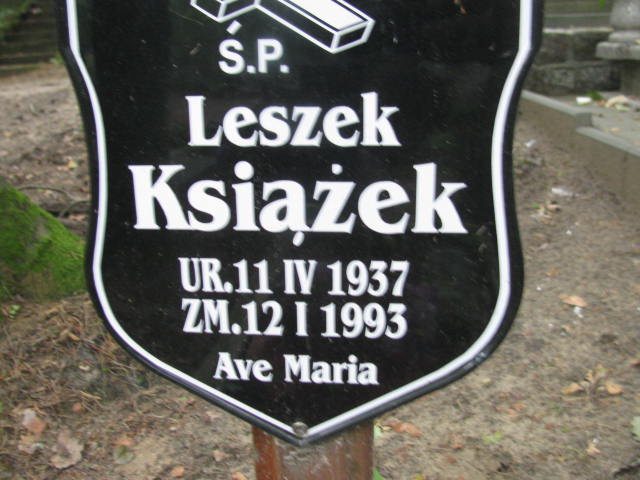 Ś.P.
Leszek
Książek
UR.11 IV 1937
ZM.12 I 1993
Ave Maria